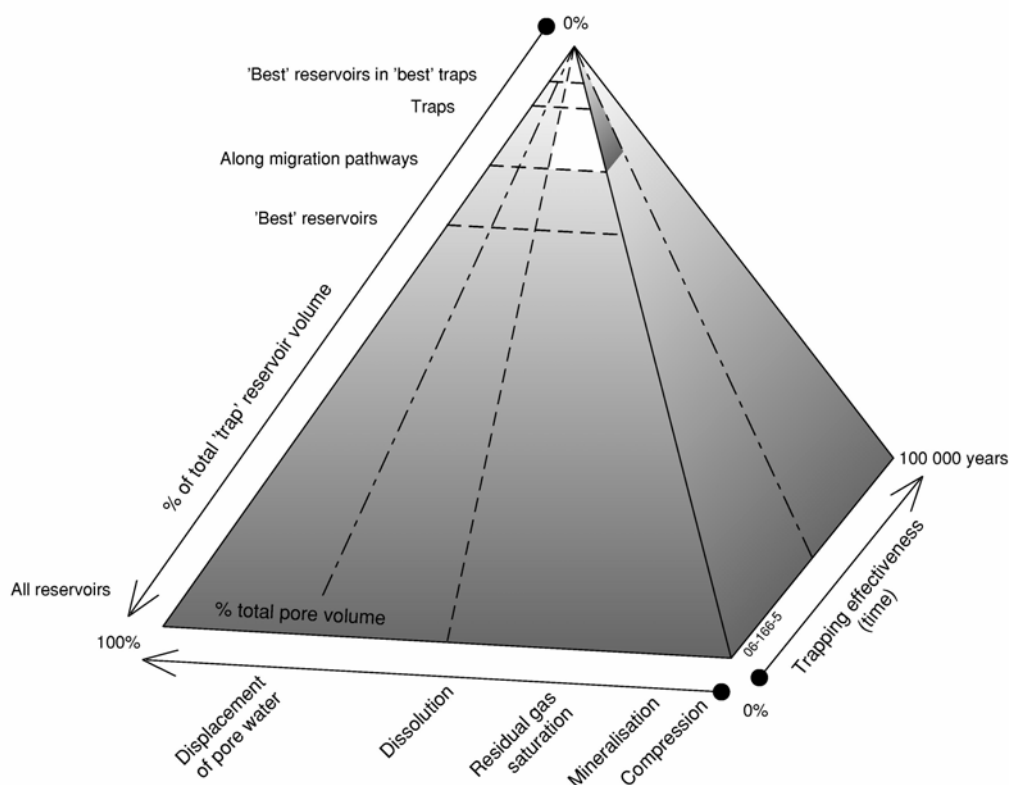 0%
'Best' reservoirs in 'best' traps
Traps
Along migration pathways
'Best' reservoirs
% of total 'trap' reservoir volume
100 000 years
Trapping effectiveness
(time)
All reservoirs
% total pore volume
06-166-5
100%
0%
Displacement
of pore water
Dissolution
Residual gas
saturation
Mineralisation
Compression